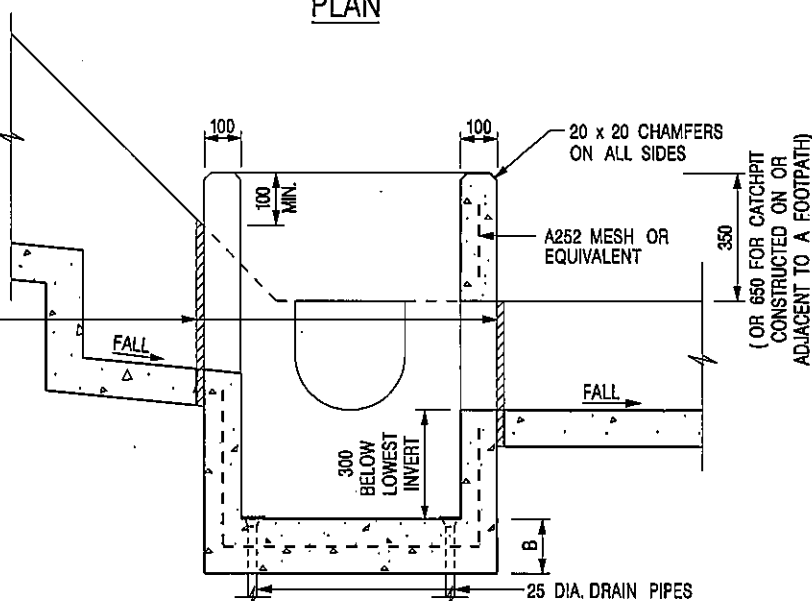 PLAN
100
100
20 x 20 CHAMFERS
ON ALL SIDES
100
MIN.
A252 MESH OR
EQUIVALENT
350
( OR 650 FOR CATCHPIT
CONSTRUCTED ON OR
ADJACENT TO A FOOTPATH)
FALL
FALL
300
BELOW
LOWEST
INVERT
B
25 DIA. DRAIN PIPES